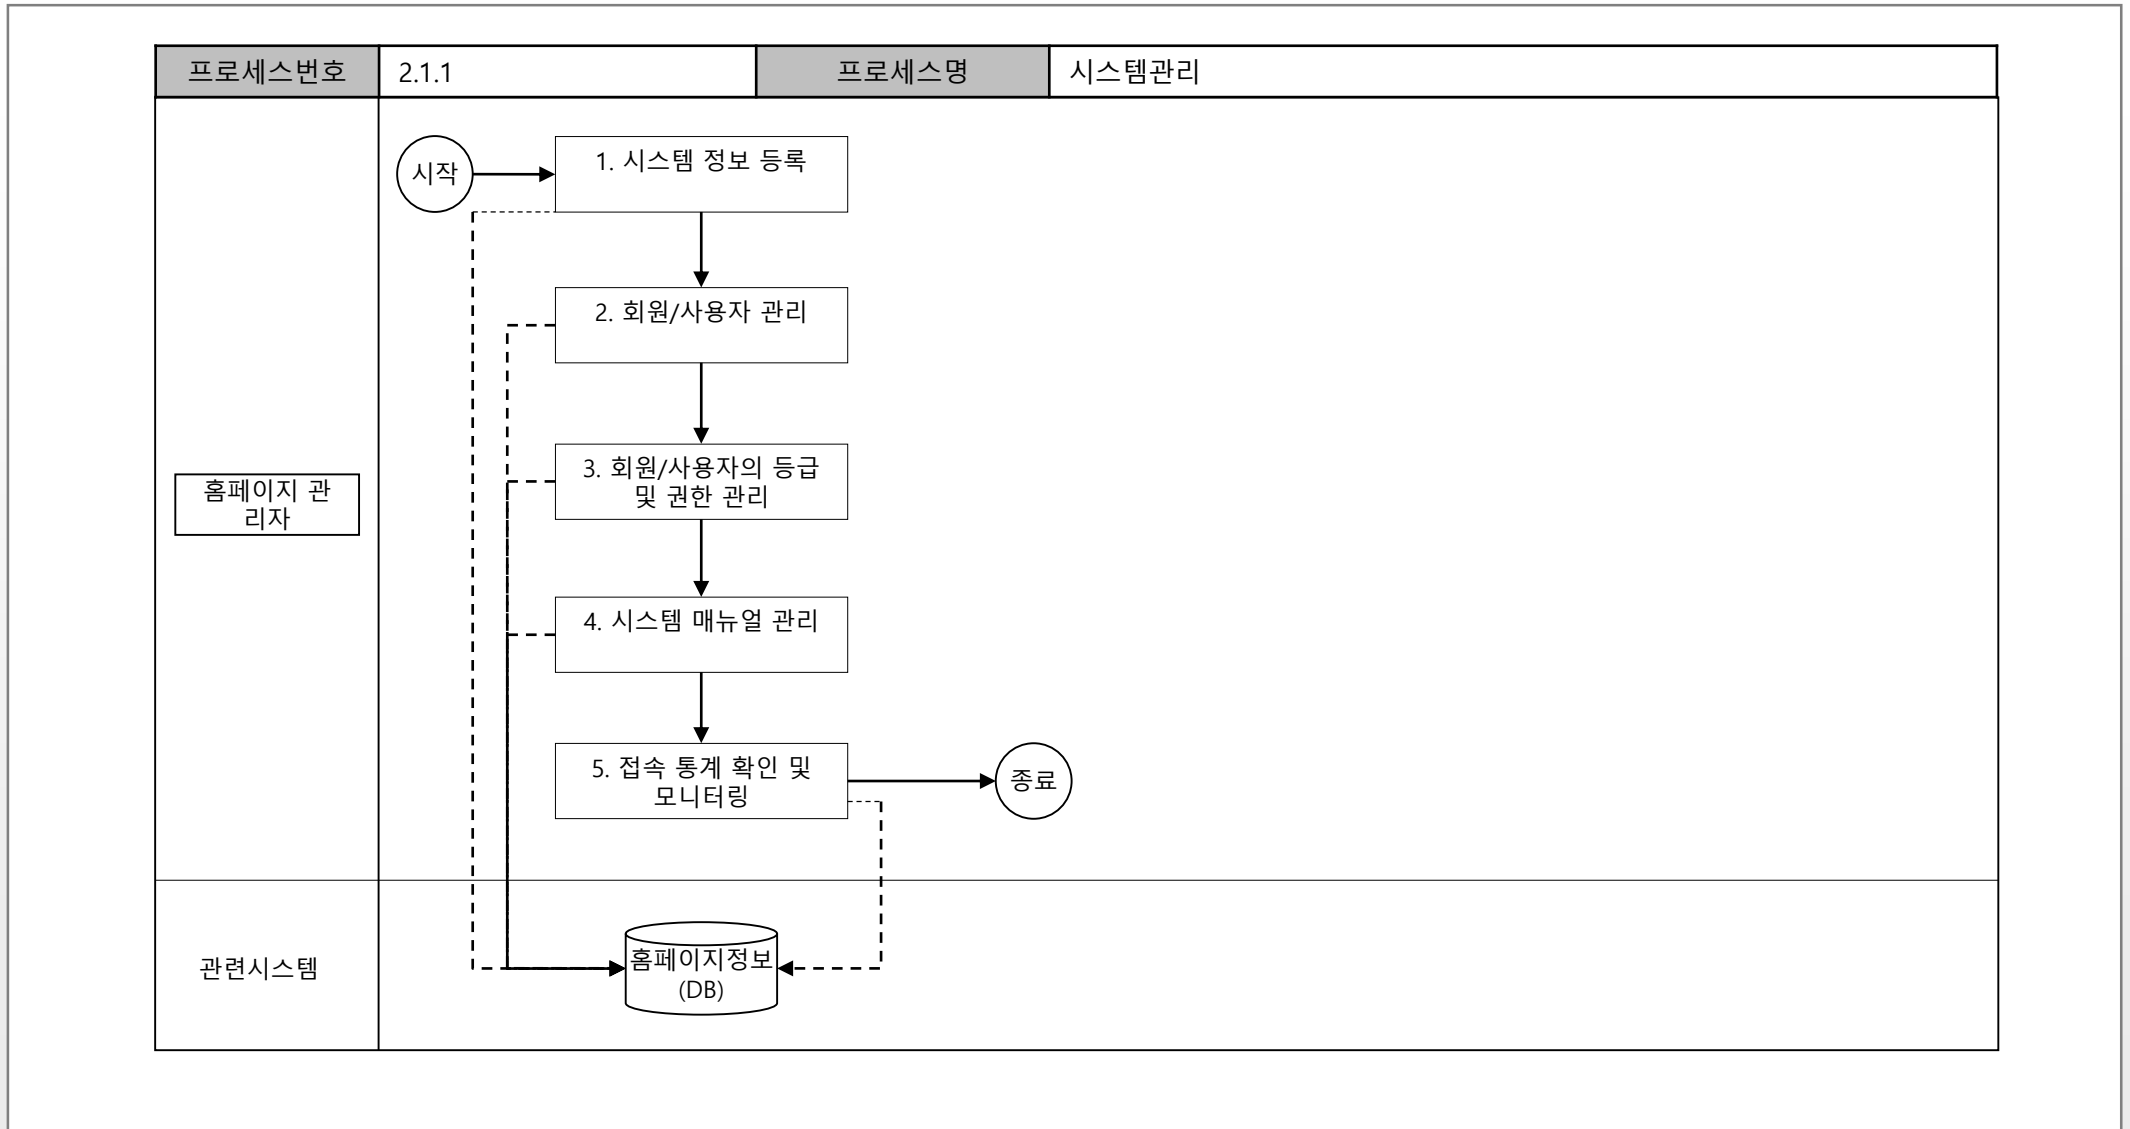 프로세스번호 2.1.1 프로세스명 시스템관리
시작
1. 시스템 정보 등록
2. 회원/사용자 관리
3. 회원/사용자의 등급
및 권한 관리
홈페이지 관
리자
4. 시스템 매뉴얼 관리
5. 접속 통계 확인 및
모니터링
종료
관련시스템
홈페이지정보
(DB)